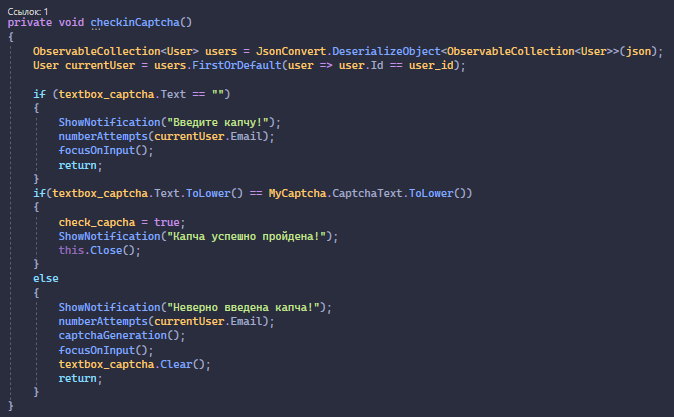 Ссылок: 1
private void checkinCaptcha()
{
ObservableCollection<User> users = JsonConvert.DeserializeObject<ObservableCollection<User>>(json);
User currentUser = users.FirstOrDefault(user => user.Id == user_id);
if (textbox_captcha.Text == "")
{
ShowNotification("Введите капчу!");
numberAttempts(currentUser.Email);
focusOnInput();
return;
}
if(textbox_captcha.Text.ToLower() == MyCaptcha.CaptchaText.ToLower())
{
check_capcha = true;
ShowNotification("Капча успешно пройдена!");
this.Close();
}
else
{
ShowNotification("Неверно введена капча!");
numberAttempts(currentUser.Email);
captchaGeneration();
focusOnInput();
textbox_captcha.Clear();
return;
}
}